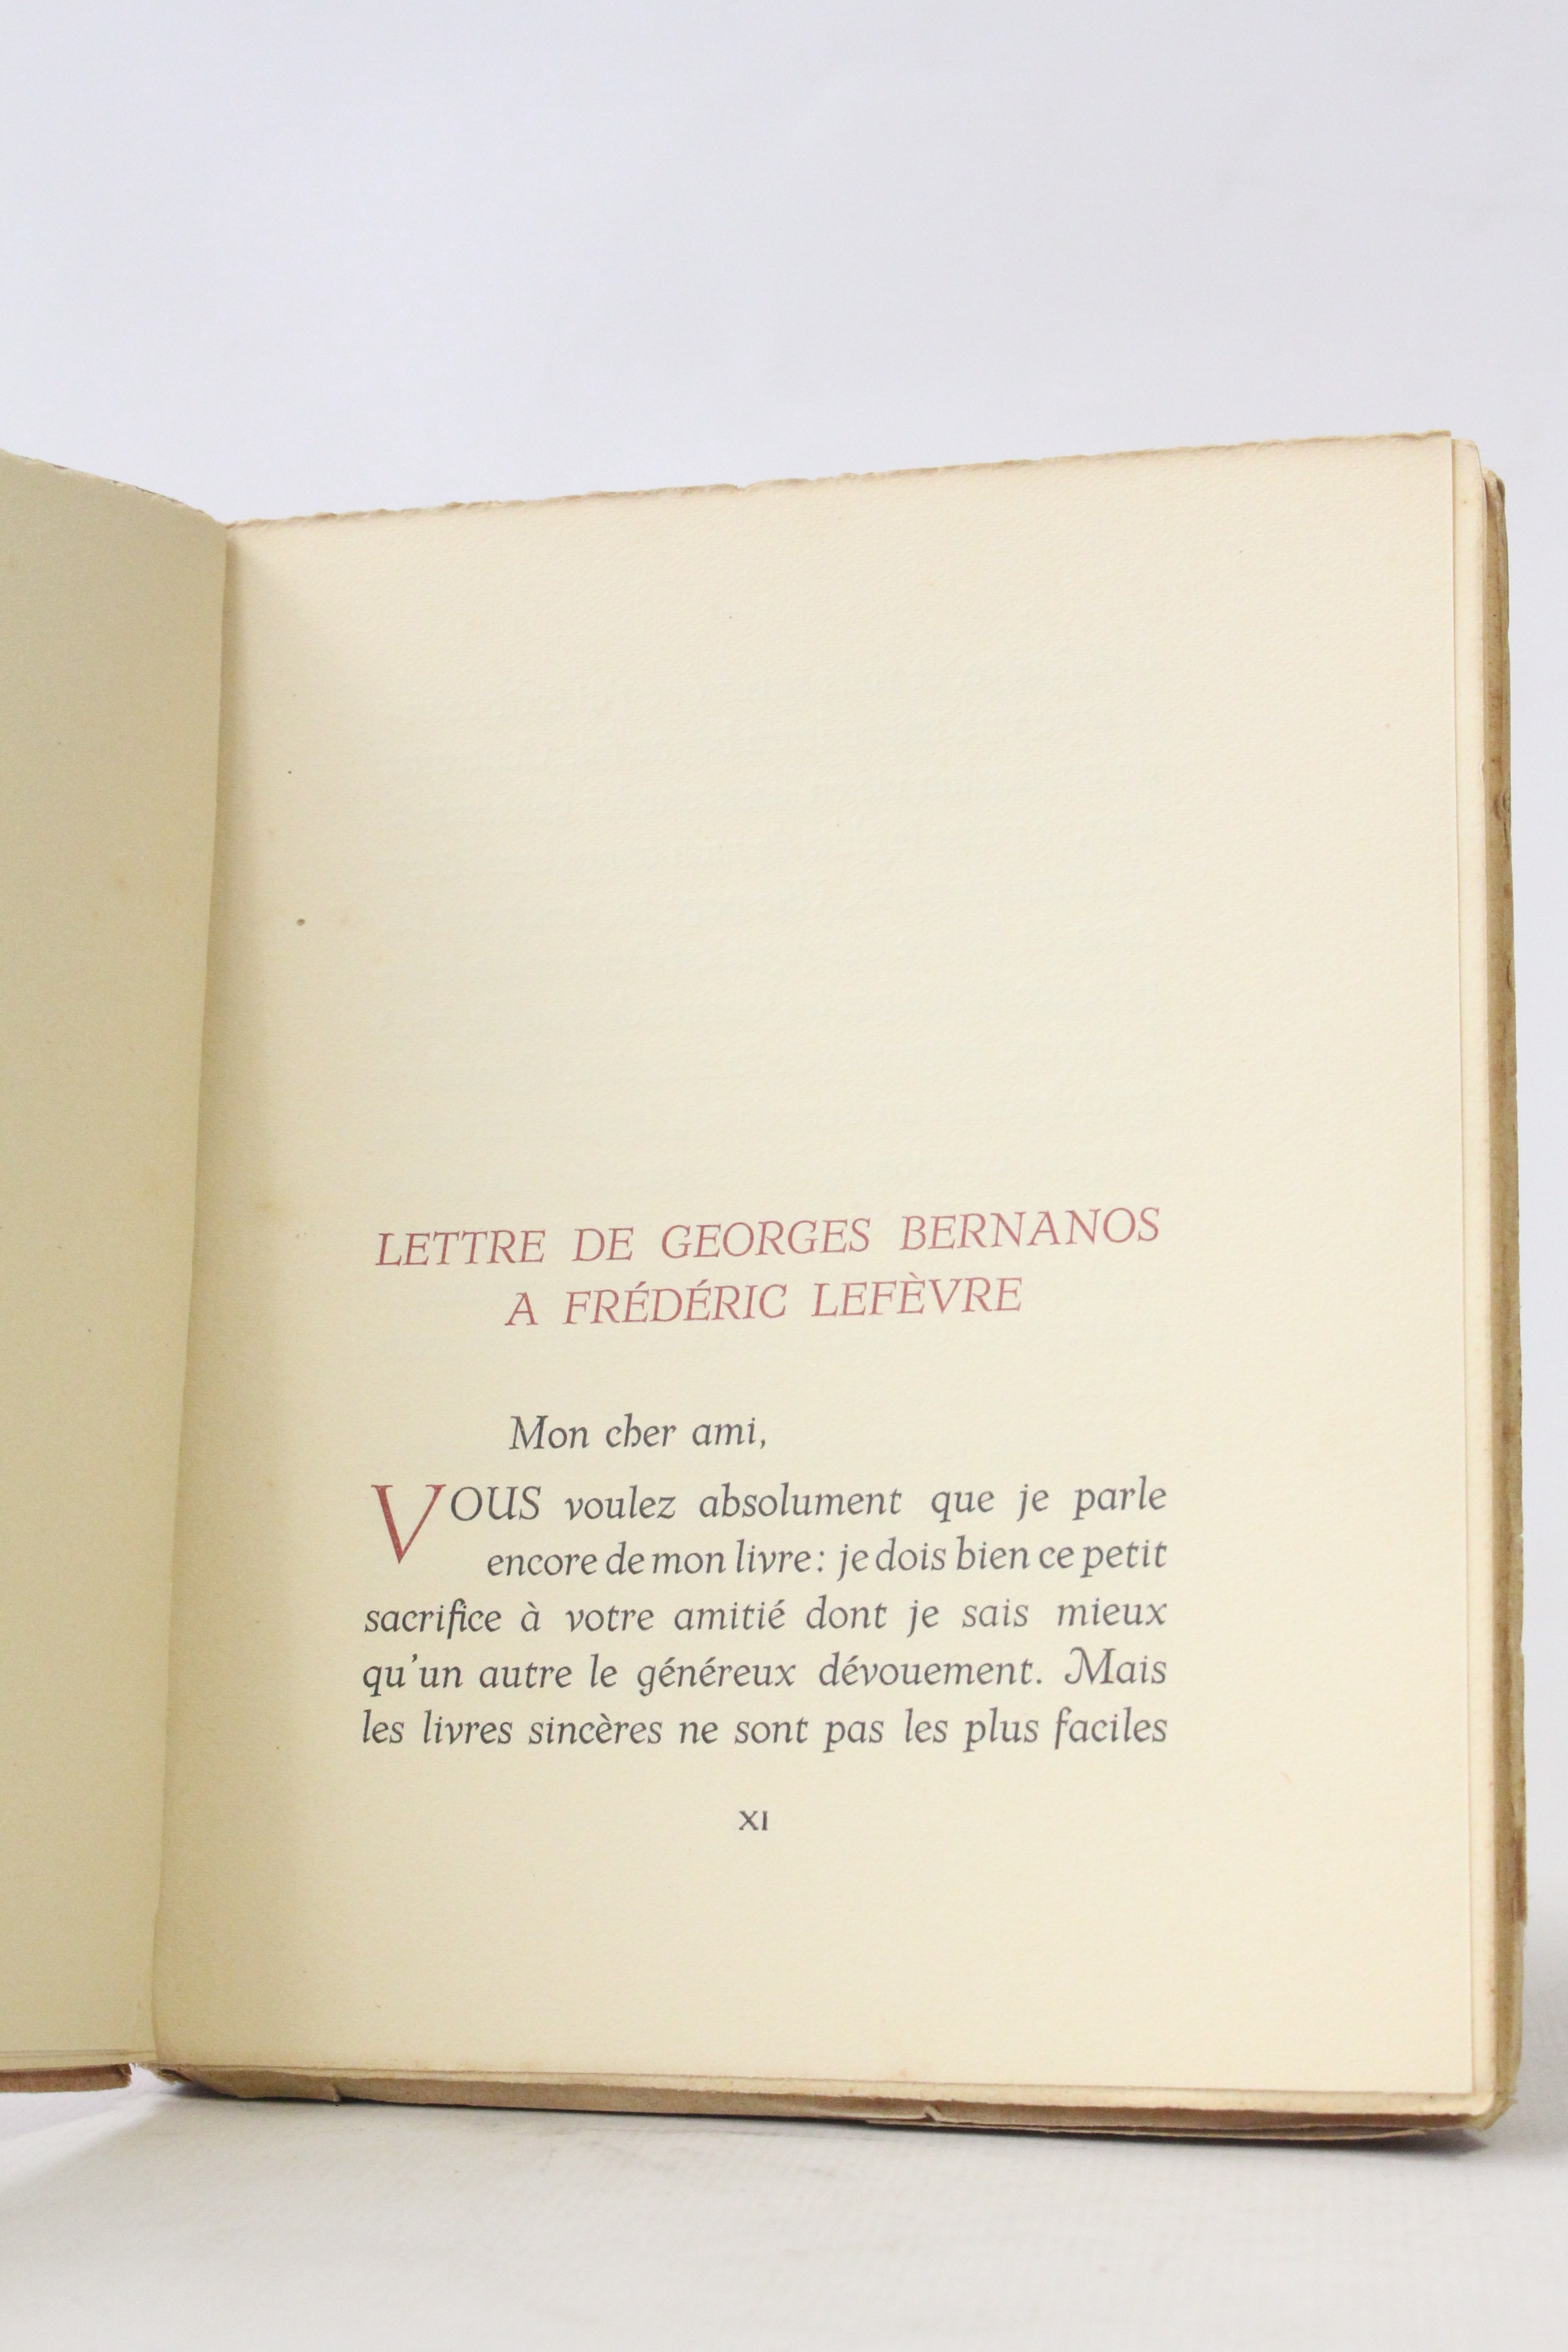 LETTRE DE GEORGES BERNANOS
A FRÉDÉRIC LEFÈVRE
Mon cher ami,
VOUS voulez absolument que je parle
encore de mon livre : je dois bien ce petit
sacrifice à votre amitié dont je sais mieux
qu'un autre le généreux dévouement. Mais
les livres sincères ne sont pas les plus faciles
XI